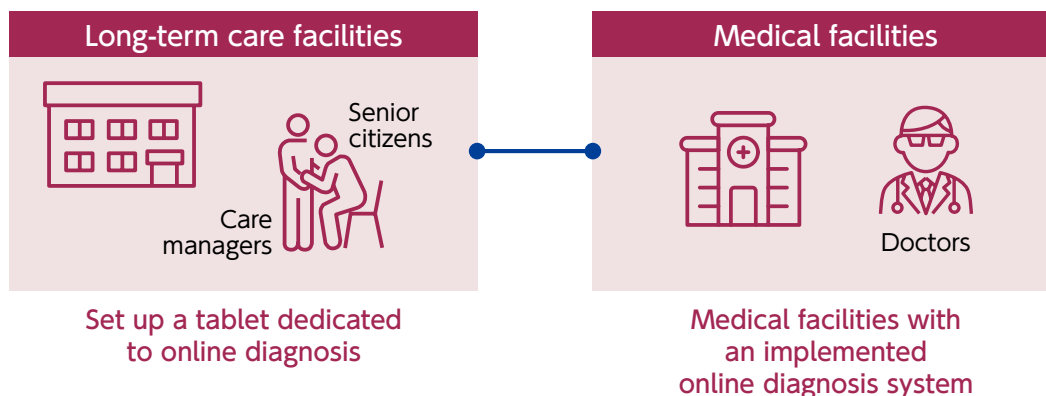 Long-term care facilities
Senior
citizens
Care
managers
Set up a tablet dedicated
to online diagnosis
Medical facilities
Doctors
Medical facilities with
an implemented
online diagnosis system